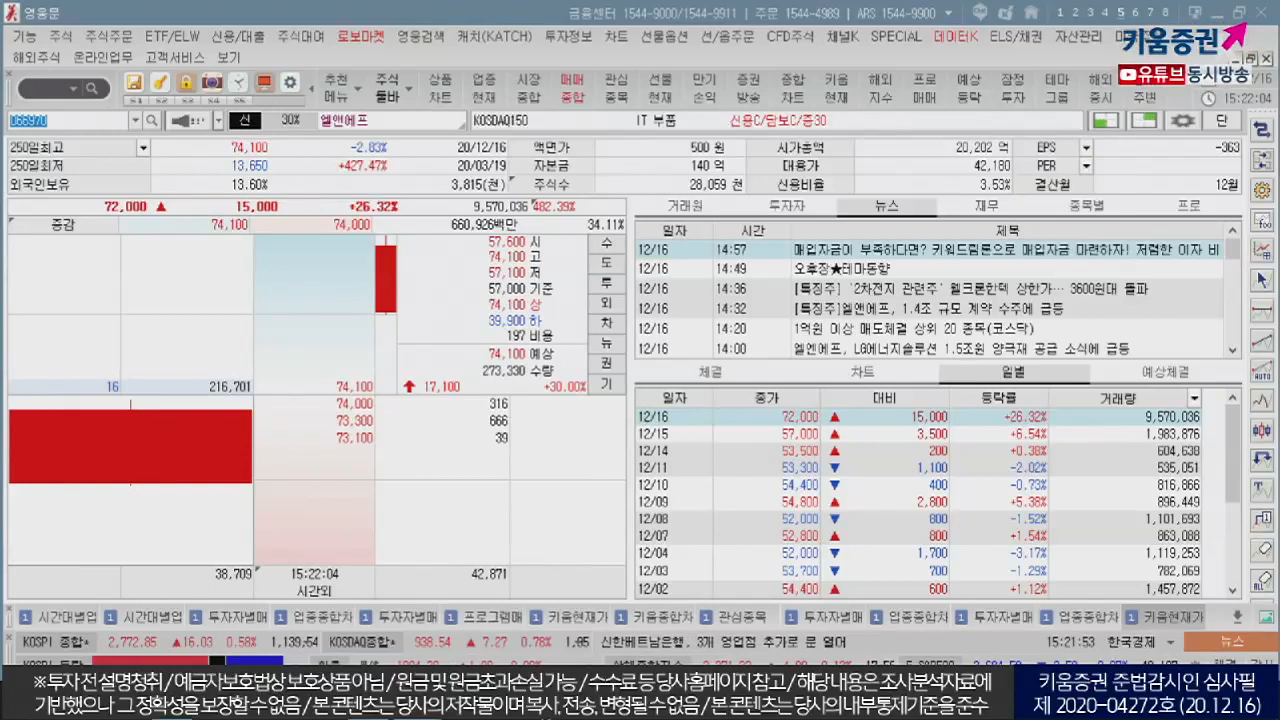 영웅문 금융센터 1544-9000/1544-9911 | 주문 1544-4989 | ARS 1544-9900 1 2 3 4 5 6 7 8
기능 주식 주식주문 ETF/ELW 신용/대출 주식대여 로보마켓 영웅검색 캐치(KATCH) 투자정보 차트 선물옵션 선/옵주문 CFD주식 채널K SPECIAL 데이터K ELS/채권 자산관리
키움증권
해외주식 온라인업무 고객서비스 보기
유튜브 동시방송
추천 주식 상품 업종 시장 매매 관심 선물 만기 증권 종합 키움 해외 프로 예상 잠정 테마 해외
메뉴 툴바 차트 현재 종합 종합 종목 현재 손익 방송 차트 현재 지수 매매 등락 투자 그룹 증시 주변
S1 S2 S3 S4 S5
15:22:04
066970 신 30% 엘앤에프 KOSDAQ150 IT 부품 신용C/담보C/증30 단
250일최고 74,100 -2.83% 20/12/16 액면가 500 원 시가총액 20,202 억 EPS -363
250일최저 13,650 +427.47% 20/03/19 자본금 140 억 대용가 42,180 PER
외국인보유 13.60% 3,815(천) 주식수 28,059 천 신용비율 3.53% 결산월 12월
72,000 ▲ 15,000 +26.32% 9,570,036 482.39%
증감 74,100 74,000 660,926백만 34.11%
57,600 시
74,100 고
57,100 저
57,000 기준
74,100 상
39,900 하
197 비용
74,100 예상
273,330 수량
16 216,701 74,100 17,100 +30.00%
74,000 316
73,300 666
73,100 39
38,709 15:22:04 42,871
시간외
수
도
투
외
차
뉴
권
기
거래원 투자자 뉴스 재무 종목별 프로
일자 시간 제목
12/16 14:57 매입자금이 부족하다면? 키워드림론으로 매입자금 마련하자! 저렴한 이자 비
12/16 14:49 오후장★테마동향
12/16 14:36 [특징주] '2차전지 관련주' 웰크론한텍 상한가… 3600원대 돌파
12/16 14:32 [특징주]엘앤에프, 1.4조 규모 계약 수주에 급등
12/16 14:20 1억원 이상 매도체결 상위 20 종목(코스닥)
12/16 14:00 엘엔에프, LG에너지솔루션 1.5조원 양극재 공급 소식에 급등
체결 차트 일별 예상체결
일자 종가 대비 등락률 거래량
12/16 72,000 ▲ 15,000 +26.32% 9,570,036
12/15 57,000 ▲ 3,500 +6.54% 1,983,876
12/14 53,500 ▲ 200 +0.38% 604,638
12/11 53,300 ▼ 1,100 -2.02% 535,051
12/10 54,400 ▼ 400 -0.73% 816,866
12/09 54,800 ▲ 2,800 +5.38% 896,449
12/08 52,000 ▼ 800 -1.52% 1,101,693
12/07 52,800 ▲ 800 +1.54% 863,088
12/04 52,000 ▼ 1,700 -3.17% 1,119,253
12/03 53,700 ▼ 700 -1.29% 782,069
12/02 54,400 ▲ 600 +1.12% 1,457,872
1 시간대별업 1 시간대별업 1 투자자별매 1 업종종합차 1 투자자별매 1 프로그램매 1 키움현재가 1 키움종합차 1 관심종목 1 투자자별매 1 업종종합차 1 투자자별매 1 업종종합차 1 키움현재가
KOSPI 종합 2,772.85 ▲16.03 0.58% 1,139,54 KOSDAQ종합 938.54 ▲ 7.27 0.78% 신한베트남은행, 3개 영업점 추가로 문 열어 15:21:53 한국경제 뉴스
※ 투자 전 설명청취 / 예금자보호법상 보호상품 아님 / 원금 및 원금초과손실 가능 / 수수료 등 당사 홈페이지 참고 / 해당 내용은 조사분석자료에
기반했으나 그 정확성을 보장할 수 없음 / 본 콘텐츠는 당사의 저작물이며 복사, 전송, 변형될 수 없음 / 본 콘텐츠는 당사의 내부통제기준을 준수
키움증권 준법감시인 심사필
제 2020-04272호 (20.12.16)